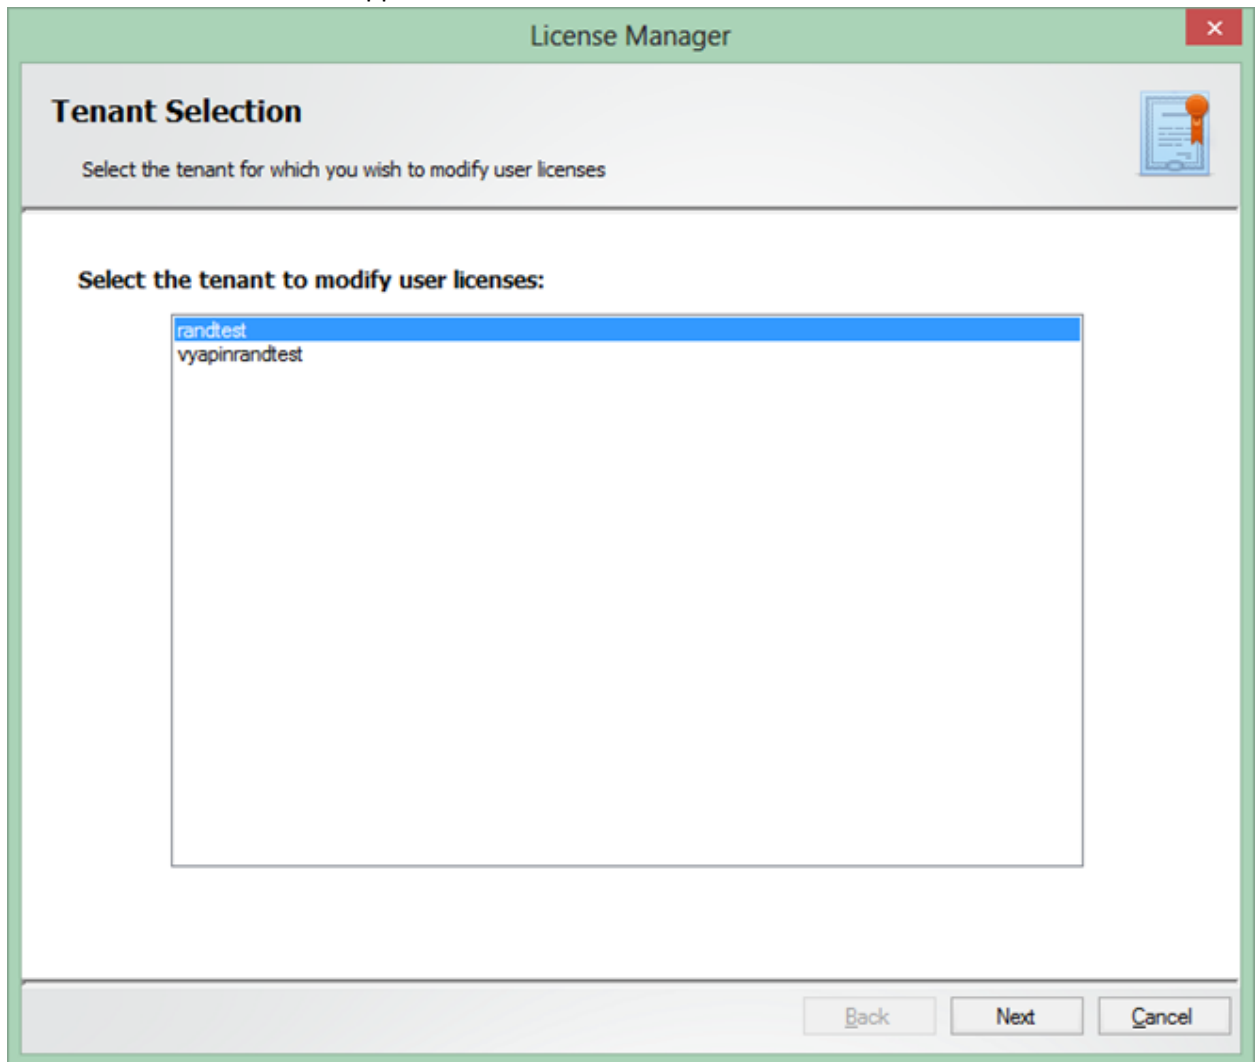 License Manager
Tenant Selection
Select the tenant for which you wish to modify user licenses
Select the tenant to modify user licenses:
randtest
vyapinrandtest
Back Next Cancel